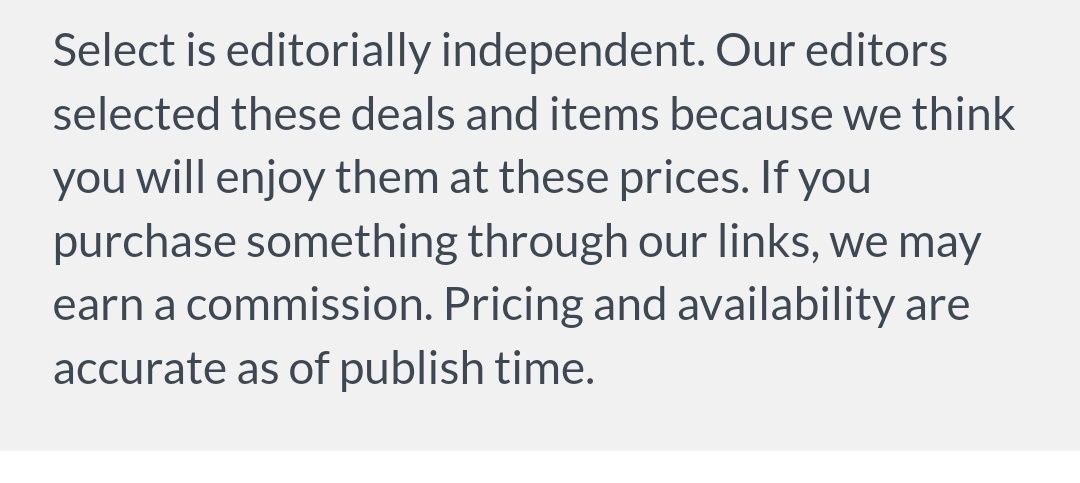 Select is editorially independent. Our editors
selected these deals and items because we think
you will enjoy them at these prices. If you
purchase something through our links, we may
earn a commission. Pricing and availability are
accurate as of publish time.